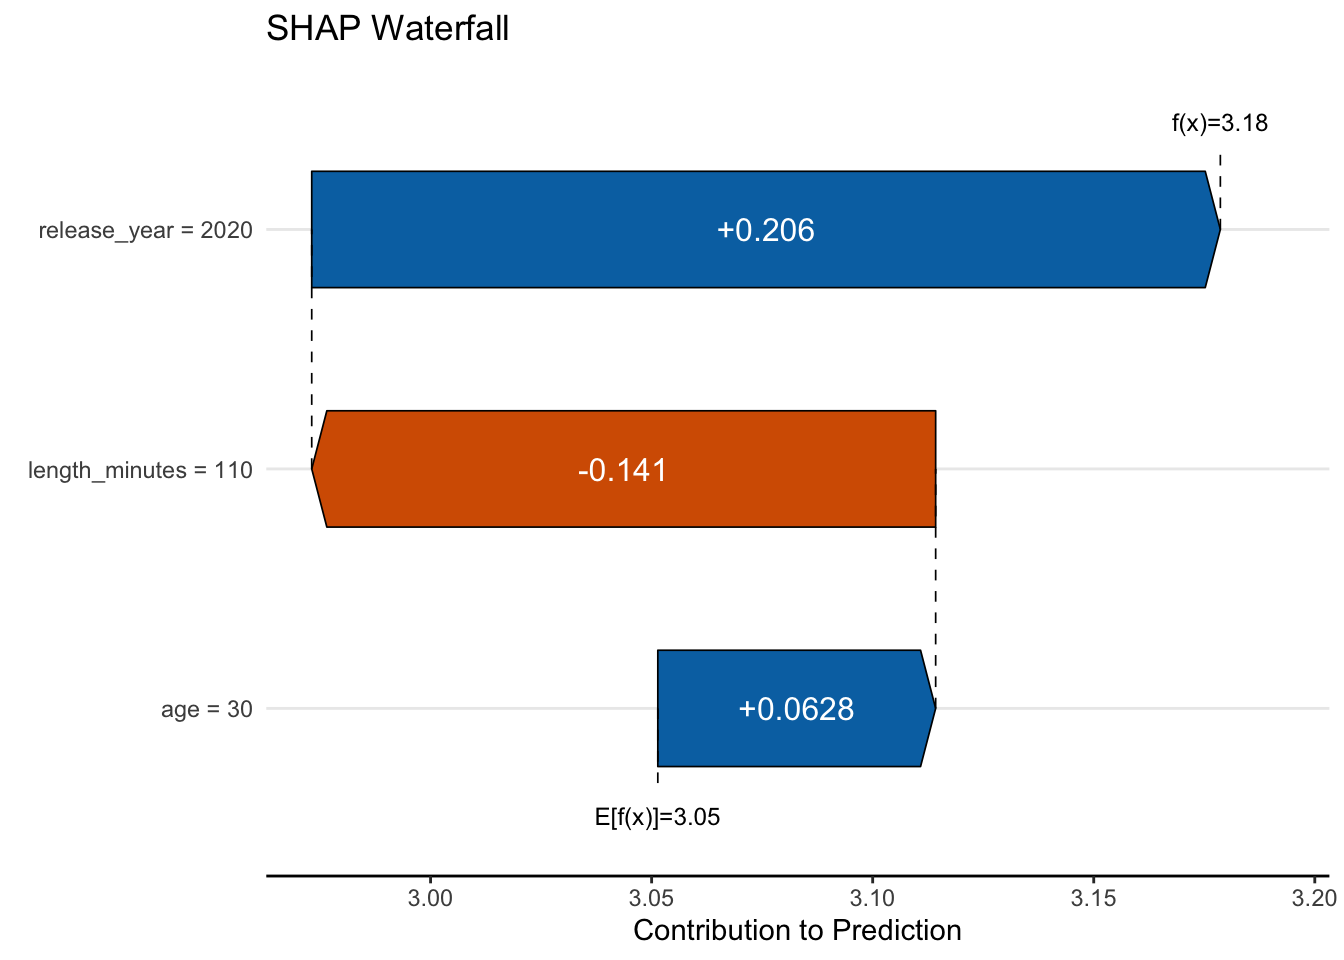 SHAP Waterfall
f(x)=3.18
release_year = 2020
+0.206
length_minutes = 110
-0.141
age = 30
+0.0628
E[f(x)]=3.05
3.00 3.05 3.10 3.15 3.20
Contribution to Prediction